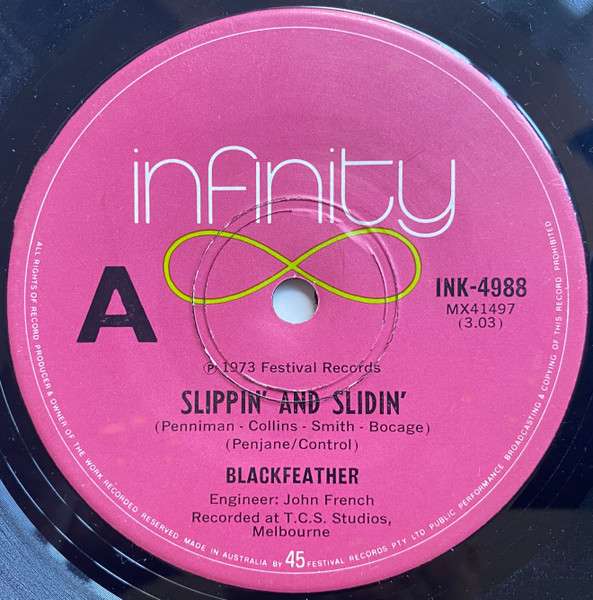 infinity
A
INK-4988
MX41497
(3.03)
℗ 1973 Festival Records
SLIPPIN' AND SLIDIN'
(Penniman - Collins - Smith - Bocage)
(Penjane/Control)
BLACKFEATHER
Engineer: John French
Recorded at T.C.S. Studios,
Melbourne
ALL RIGHTS OF RECORD PRODUCER & OWNER OF THE WORK RECORDED RESERVED. MADE IN AUSTRALIA BY 45 FESTIVAL RECORDS PTY LTD PUBLIC PERFORMANCE BROADCASTING & COPYING OF THIS RECORD PROHIBITED